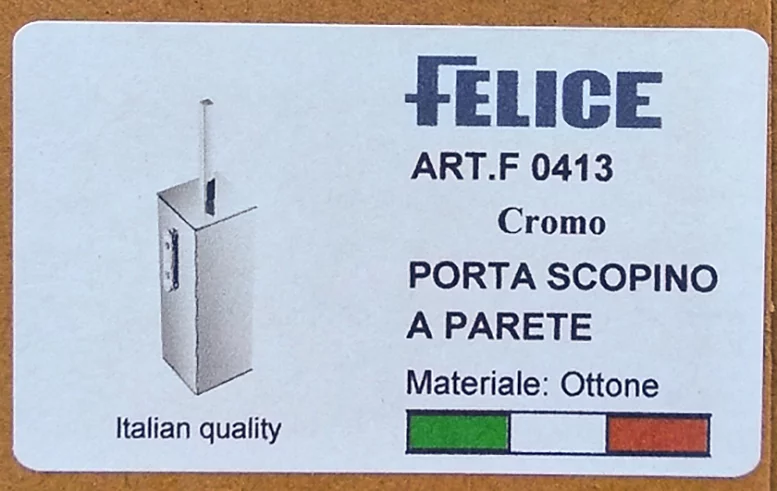 FELICE
ART.F 0413
Cromo
PORTA SCOPINO
A PARETE
Materiale: Ottone
Italian quality